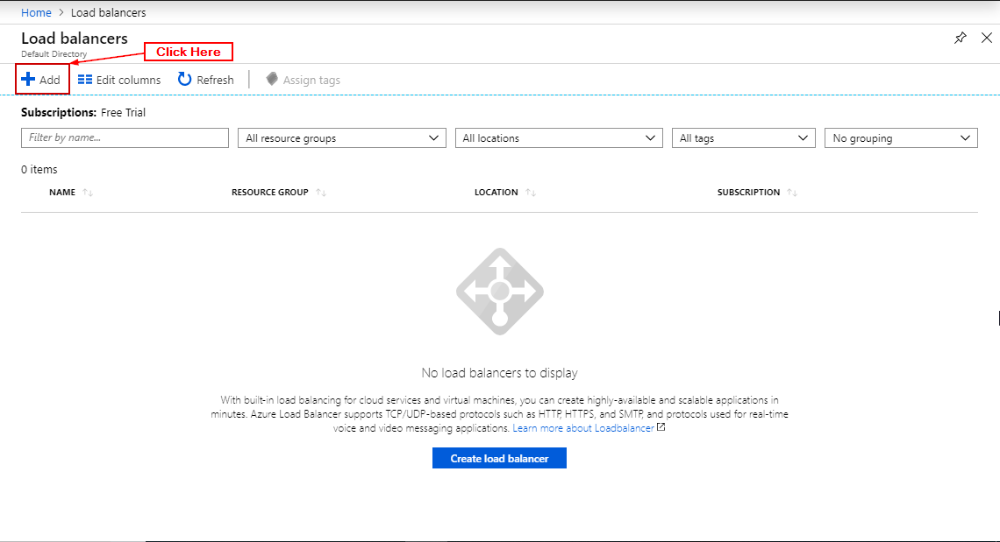 Home > Load balancers
Load balancers
Default Directory
Click Here
Add Edit columns Refresh Assign tags
Subscriptions: Free Trial
Filter by name... All resource groups All locations All tags No grouping
0 items
NAME RESOURCE GROUP LOCATION SUBSCRIPTION
No load balancers to display
With built-in load balancing for cloud services and virtual machines, you can create highly-available and scalable applications in
minutes. Azure Load Balancer supports TCP/UDP-based protocols such as HTTP, HTTPS, and SMTP, and protocols used for real-time
voice and video messaging applications. Learn more about Loadbalancer
Create load balancer